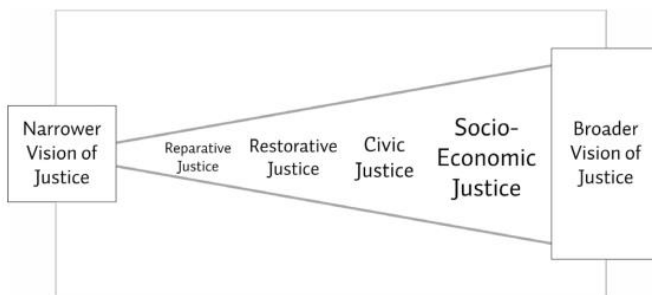 Narrower
Vision of
Justice
Reparative
Justice
Restorative
Justice
Civic
Justice
Socio-
Economic
Justice
Broader
Vision of
Justice